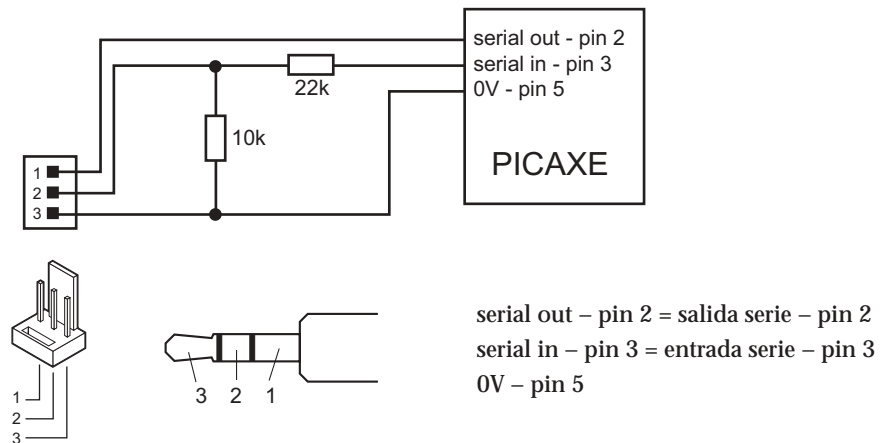 serial out - pin 2
serial in - pin 3
22k
0V - pin 5
10k
PICAXE
1
2
3
serial out – pin 2 = salida serie – pin 2
serial in – pin 3 = entrada serie – pin 3
0V – pin 5
3 2 1
1
2
3